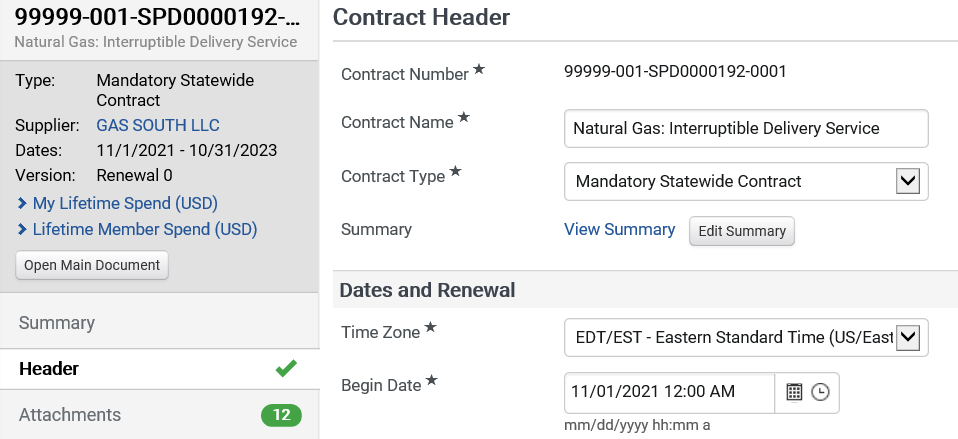 99999-001-SPD0000192-...
Natural Gas: Interruptible Delivery Service
Type: Mandatory Statewide
Contract
Supplier: GAS SOUTH LLC
Dates: 11/1/2021 - 10/31/2023
Version: Renewal 0
My Lifetime Spend (USD)
Lifetime Member Spend (USD)
Open Main Document
Summary
Header
Attachments 12
Contract Header
Contract Number ★ 99999-001-SPD0000192-0001
Contract Name ★ Natural Gas: Interruptible Delivery Service
Contract Type ★ Mandatory Statewide Contract
Summary View Summary Edit Summary
Dates and Renewal
Time Zone ★ EDT/EST - Eastern Standard Time (US/East
Begin Date ★ 11/01/2021 12:00 AM
mm/dd/yyyy hh:mm a